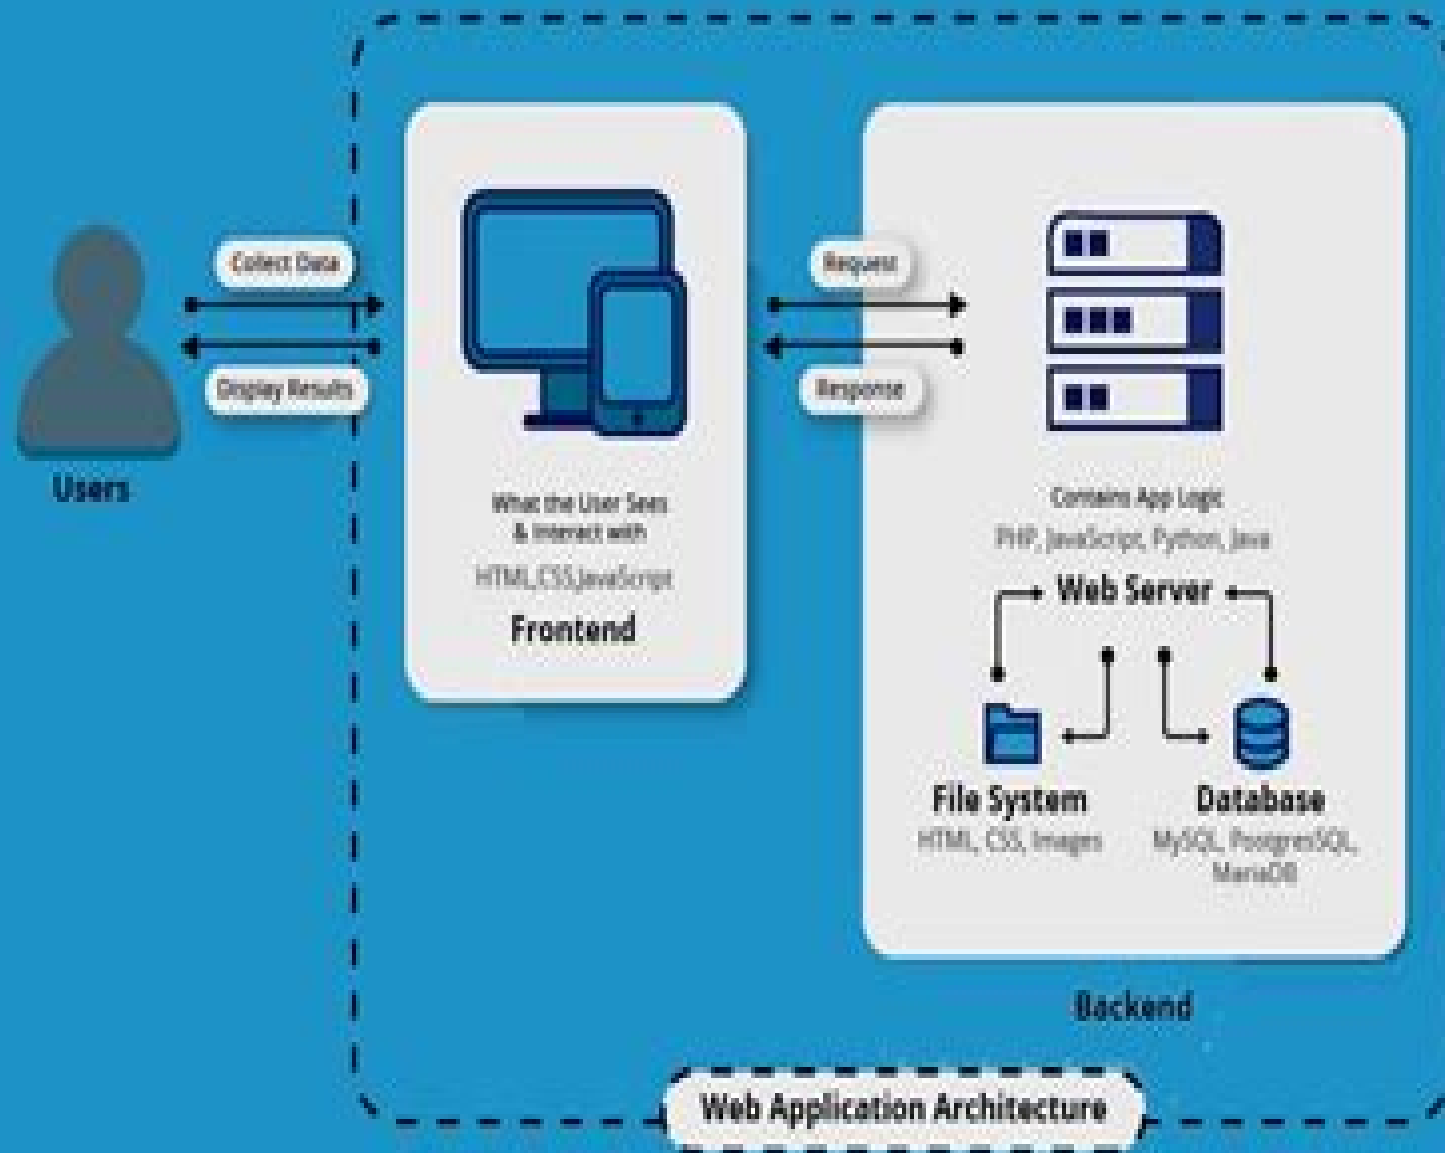 Collect Data
Display Results
Users
What the User Sees
& Interact with
HTML,CSS,JavaScript
Frontend
Request
Response
Contains App Logic
PHP, JavaScript, Python, Java
Web Server
File System
HTML, CSS, Images
Database
MySQL, PostgresSQL,
MariaDB
Backend
Web Application Architecture